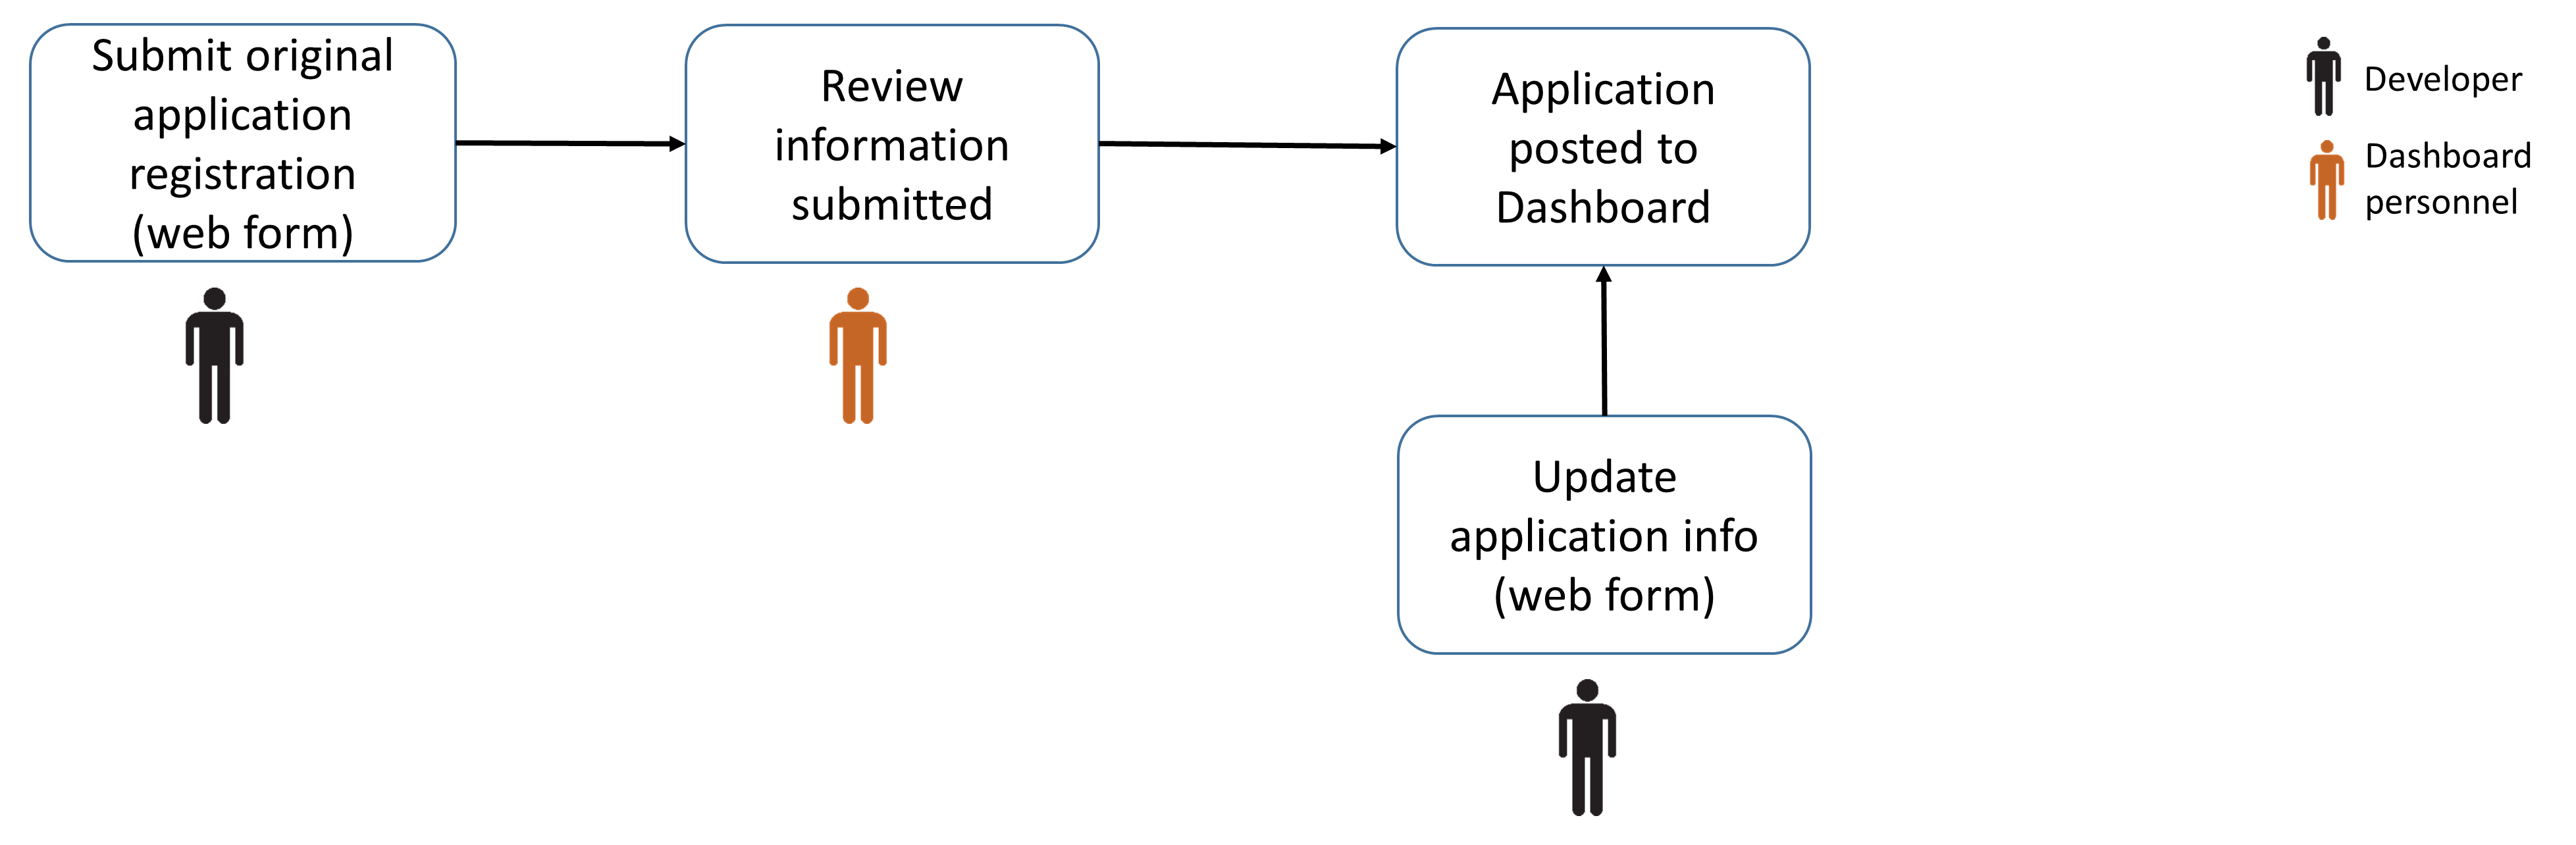 Submit original
application
registration
(web form)
Review
information
submitted
Application
posted to
Dashboard
Update
application info
(web form)
Developer
Dashboard
personnel